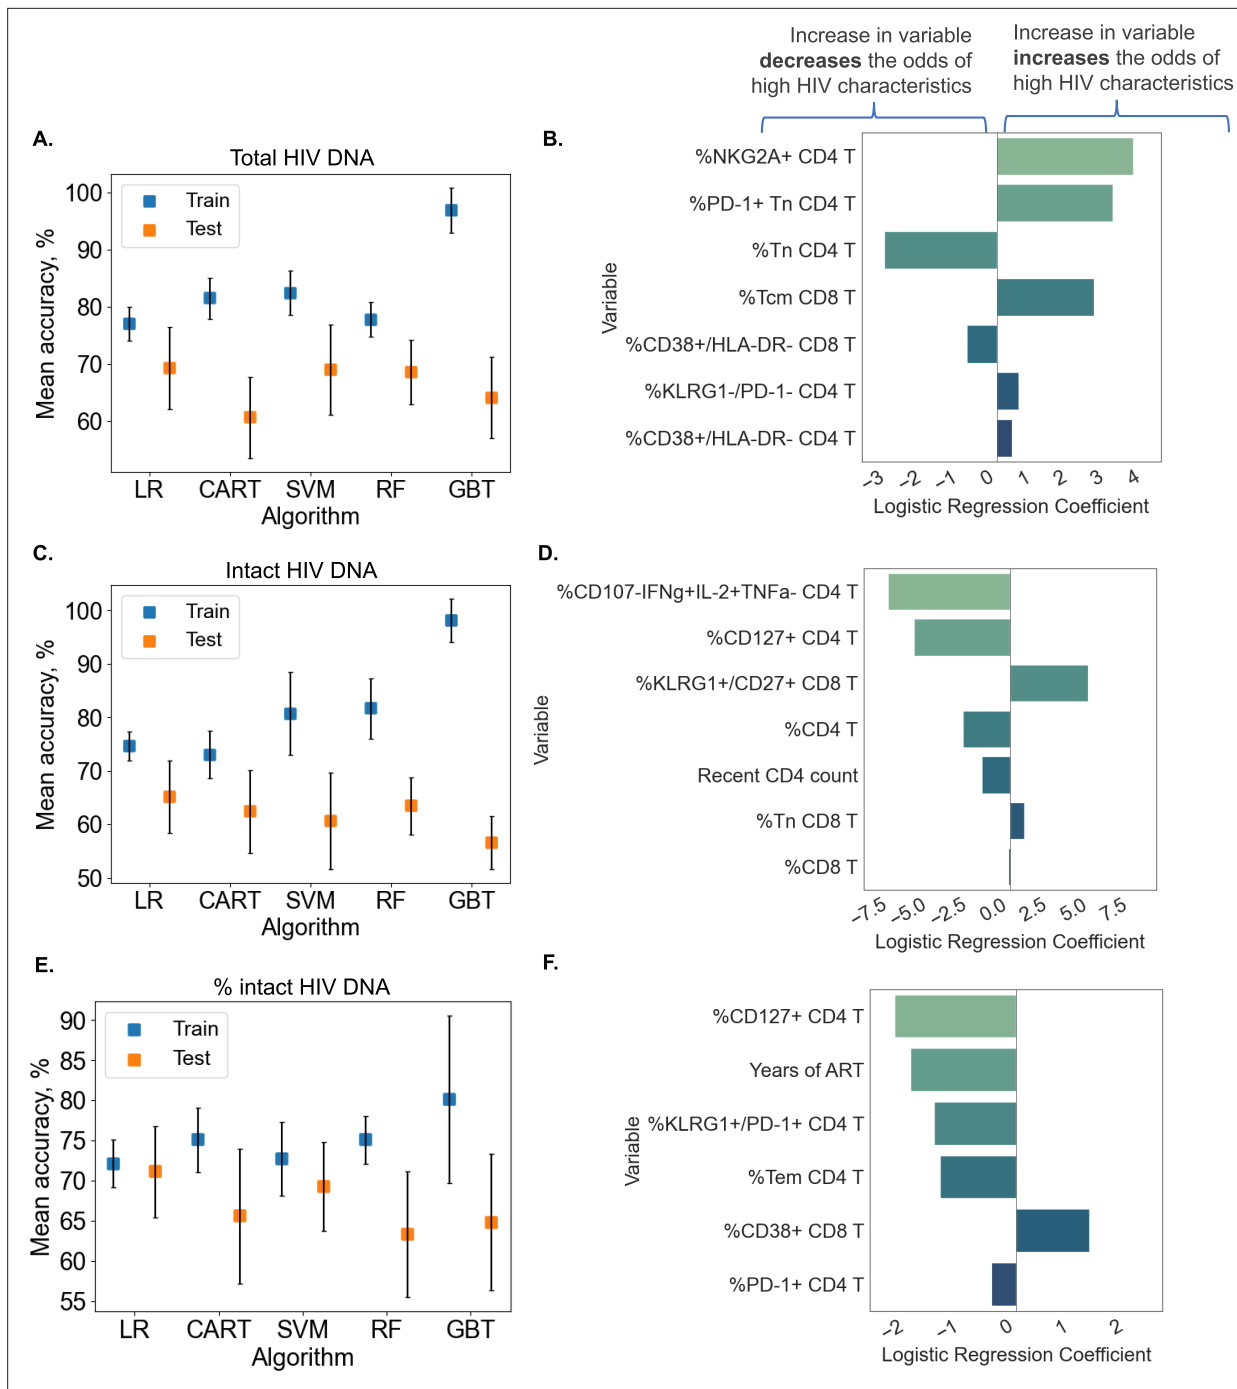 Increase in variable
decreases the odds of
high HIV characteristics
Increase in variable
increases the odds of
high HIV characteristics
A.
Total HIV DNA
Train
Test
100
90
80
70
60
Mean accuracy, %
LR CART SVM RF GBT
Algorithm
B.
Variable
%NKG2A+ CD4 T
%PD-1+ Tn CD4 T
%Tn CD4 T
%Tcm CD8 T
%CD38+/HLA-DR- CD8 T
%KLRG1-/PD-1- CD4 T
%CD38+/HLA-DR- CD4 T
−3 −2 −1 0 1 2 3 4
Logistic Regression Coefficient
C.
Intact HIV DNA
Train
Test
100
90
80
70
60
50
Mean accuracy, %
LR CART SVM RF GBT
Algorithm
D.
Variable
%CD107-IFNg+IL-2+TNFa- CD4 T
%CD127+ CD4 T
%KLRG1+/CD27+ CD8 T
%CD4 T
Recent CD4 count
%Tn CD8 T
%CD8 T
−7.5 −5.0 −2.5 0.0 2.5 5.0 7.5
Logistic Regression Coefficient
E.
% intact HIV DNA
Train
Test
90
85
80
75
70
65
60
55
Mean accuracy, %
LR CART SVM RF GBT
Algorithm
F.
Variable
%CD127+ CD4 T
Years of ART
%KLRG1+/PD-1+ CD4 T
%Tem CD4 T
%CD38+ CD8 T
%PD-1+ CD4 T
−2 −1 0 1 2
Logistic Regression Coefficient